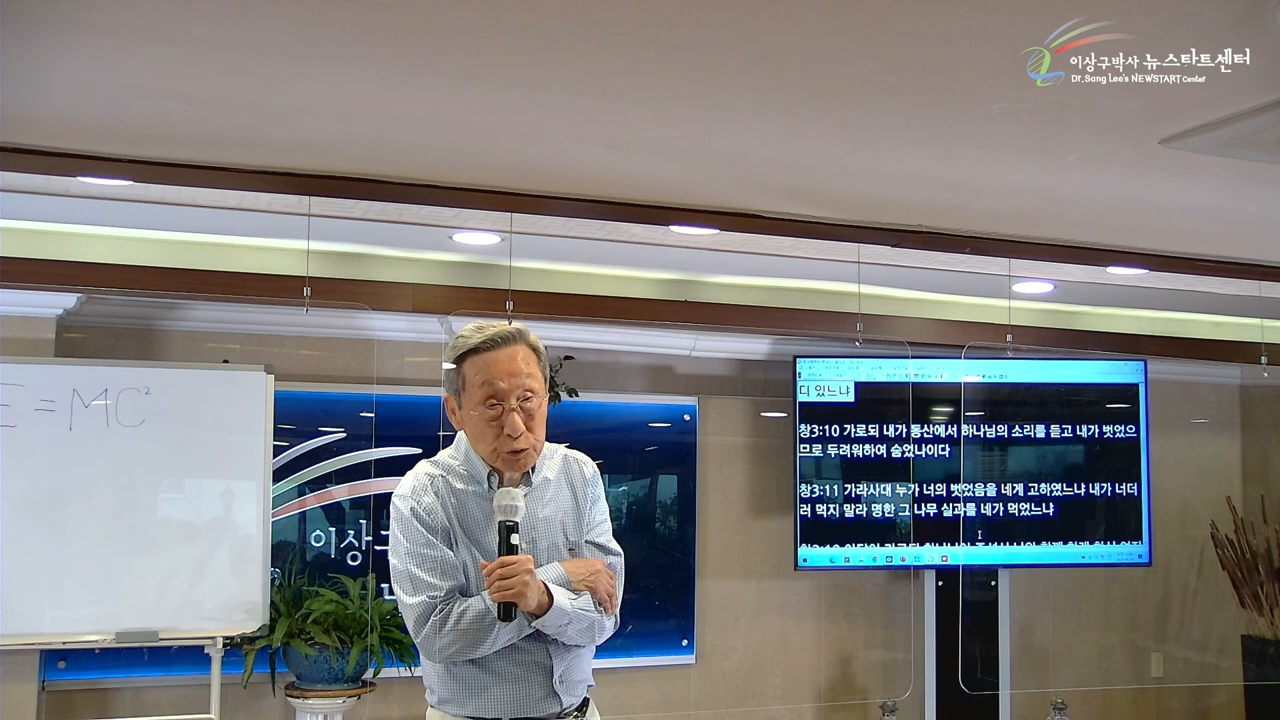 이상구박사 뉴스타트센터
Dr. Sang Lee's NEWSTART Center
E = MC²
이상구
디 있느냐
창3:10 가로되 내가 동산에서 하나님의 소리를 듣고 내가 벗었으
므로 두려워하여 숨었나이다
창3:11 가라사대 누가 너의 벗었음을 네게 고하였느냐 내가 너더
러 먹지 말라 명한 그 나무 실과를 네가 먹었느냐